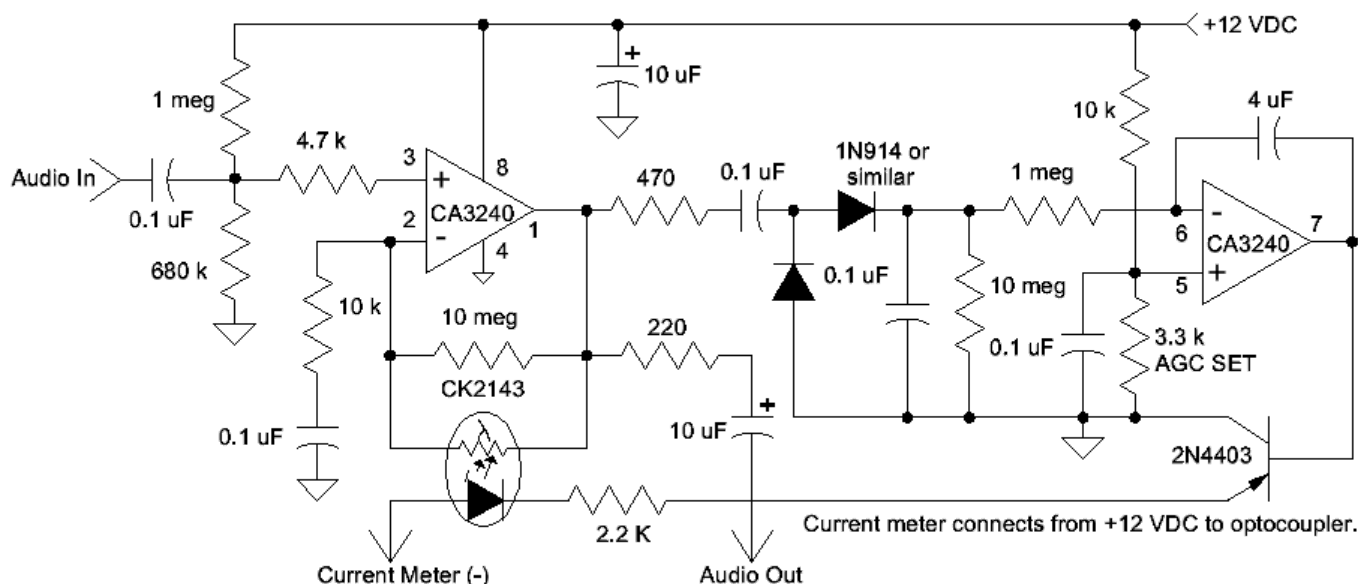 +12 VDC
+
10 uF
1 meg
10 k
4 uF
4.7 k
3
8
1N914 or
similar
Audio In
+
CA3240
470
0.1 uF
1 meg
-
7
0.1 uF
2
-
1
6
CA3240
4
5
+
680 k
0.1 uF
10 meg
10 k
10 meg
220
0.1 uF
3.3 k
AGC SET
CK2143
+
0.1 uF
10 uF
2N4403
2.2 K
Current meter connects from +12 VDC to optocoupler.
Current Meter (-)
Audio Out